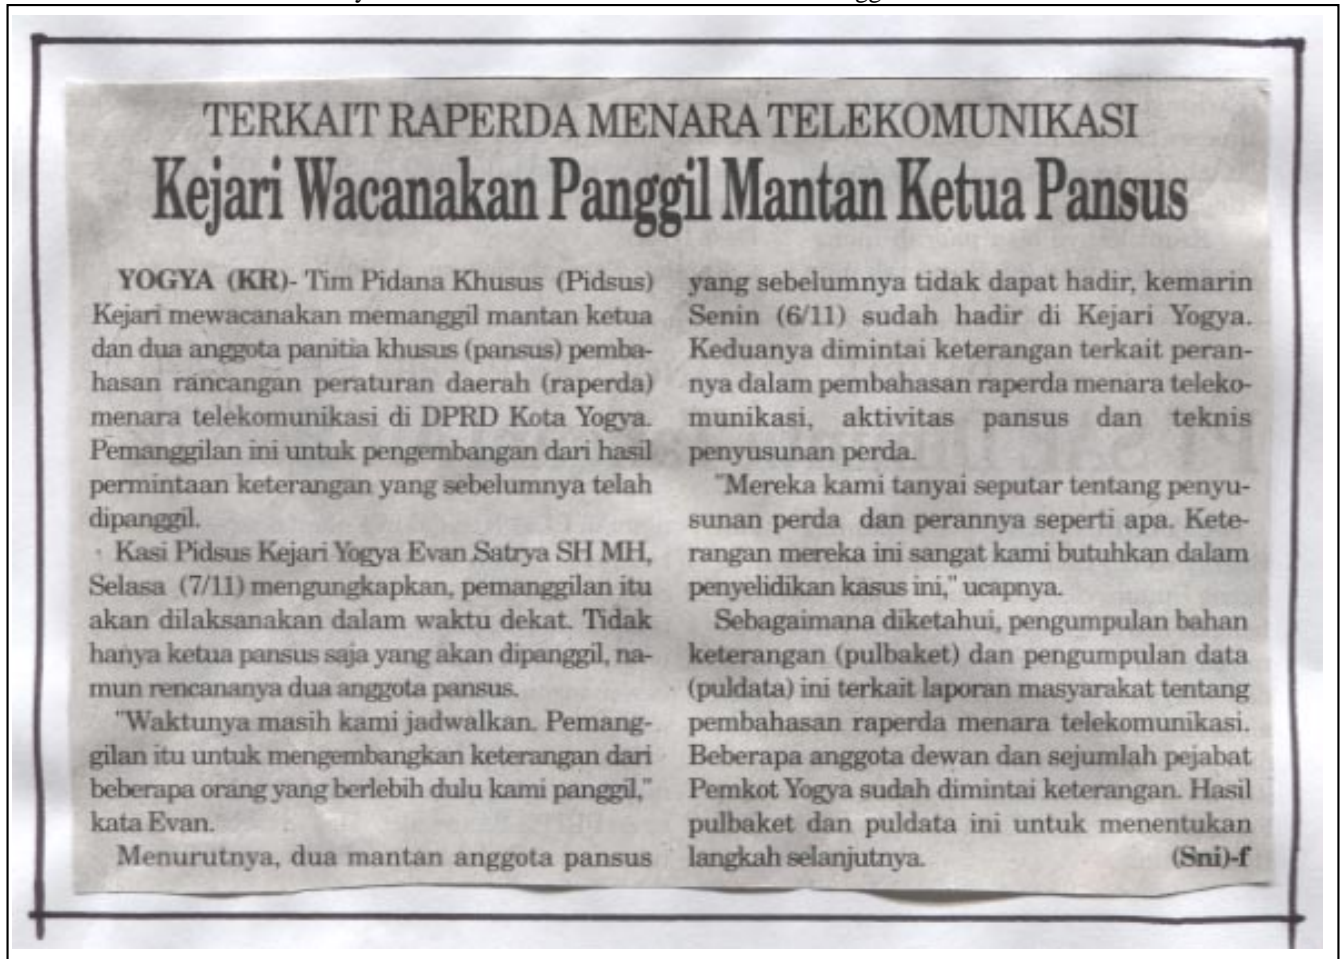 TERKAIT RAPERDA MENARA TELEKOMUNIKASI
Kejari Wacanakan Panggil Mantan Ketua Pansus
YOGYA (KR)- Tim Pidana Khusus (Pidsus)
Kejari mewacanakan memanggil mantan ketua
dan dua anggota panitia khusus (pansus) pemba-
hasan rancangan peraturan daerah (raperda)
menara telekomunikasi di DPRD Kota Yogya.
Pemanggilan ini untuk pengembangan dari hasil
permintaan keterangan yang sebelumnya telah
dipanggil.
Kasi Pidsus Kejari Yogya Evan Satrya SH MH,
Selasa (7/11) mengungkapkan, pemanggilan itu
akan dilaksanakan dalam waktu dekat. Tidak
hanya ketua pansus saja yang akan dipanggil, na-
mun rencananya dua anggota pansus.
"Waktunya masih kami jadwalkan. Pemang-
gilan itu untuk mengembangkan keterangan dari
beberapa orang yang berlebih dulu kami panggil,"
kata Evan.
Menurutnya, dua mantan anggota pansus
yang sebelumnya tidak dapat hadir, kemarin
Senin (6/11) sudah hadir di Kejari Yogya.
Keduanya dimintai keterangan terkait peran-
nya dalam pembahasan raperda menara teleko-
munikasi, aktivitas pansus dan teknis
penyusunan perda.
"Mereka kami tanyai seputar tentang penyu-
sunan perda dan perannya seperti apa. Kete-
rangan mereka ini sangat kami butuhkan dalam
penyelidikan kasus ini," ucapnya.
Sebagaimana diketahui, pengumpulan bahan
keterangan (pulbaket) dan pengumpulan data
(puldata) ini terkait laporan masyarakat tentang
pembahasan raperda menara telekomunikasi.
Beberapa anggota dewan dan sejumlah pejabat
Pemkot Yogya sudah dimintai keterangan. Hasil
pulbaket dan puldata ini untuk menentukan
langkah selanjutnya. (Sni)-f